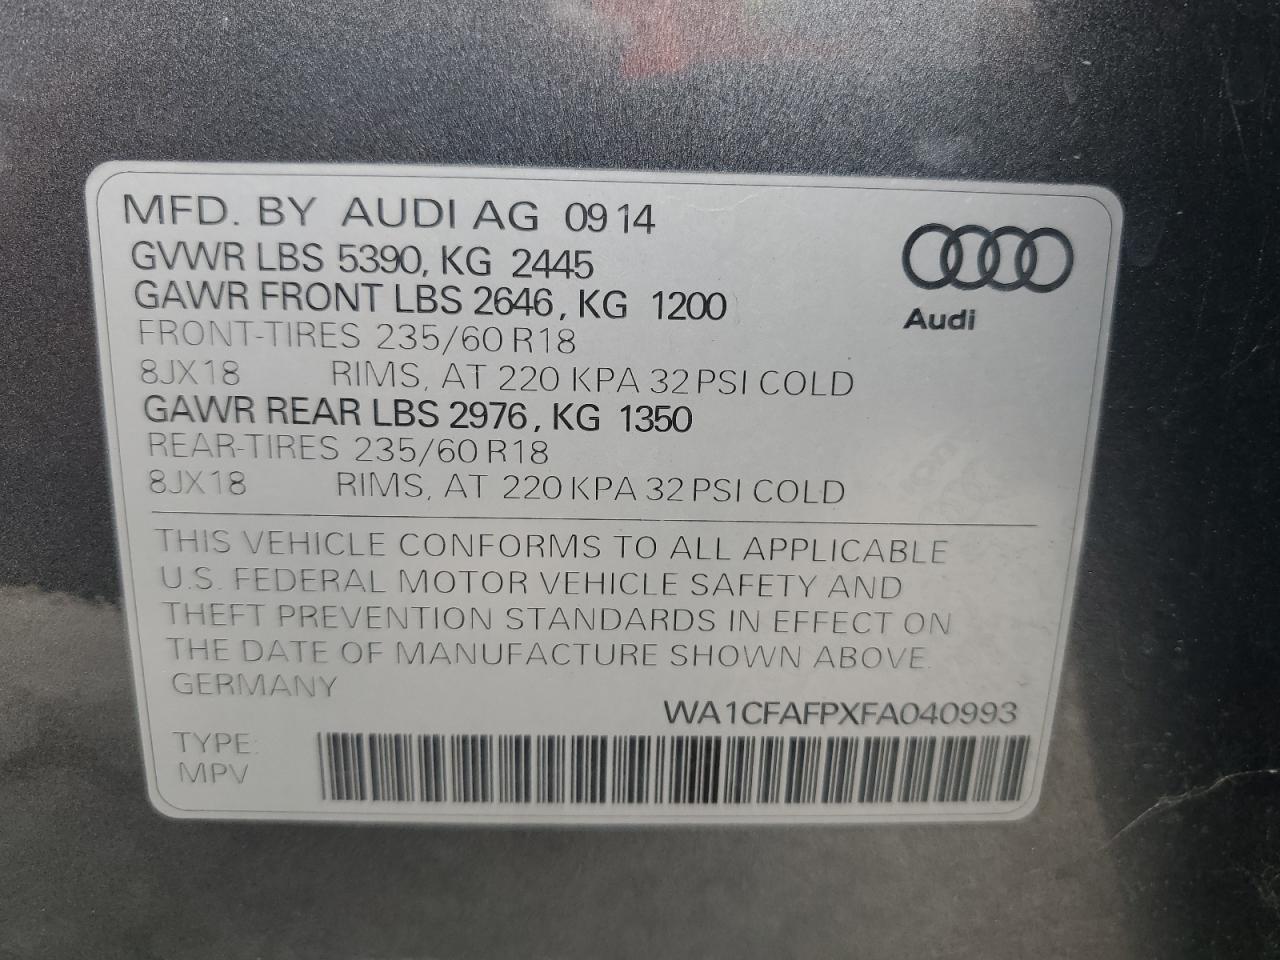 MFD. BY AUDI AG 09 14
GVWR LBS 5390, KG 2445
GAWR FRONT LBS 2646, KG 1200
FRONT-TIRES 235/60 R18
8JX18 RIMS, AT 220 KPA 32 PSI COLD
GAWR REAR LBS 2976, KG 1350
REAR-TIRES 235/60 R18
8JX18 RIMS, AT 220 KPA 32 PSI COLD
Audi
THIS VEHICLE CONFORMS TO ALL APPLICABLE
U.S. FEDERAL MOTOR VEHICLE SAFETY AND
THEFT PREVENTION STANDARDS IN EFFECT ON
THE DATE OF MANUFACTURE SHOWN ABOVE.
GERMANY
WA1CFAFPXFA040993
TYPE:
MPV